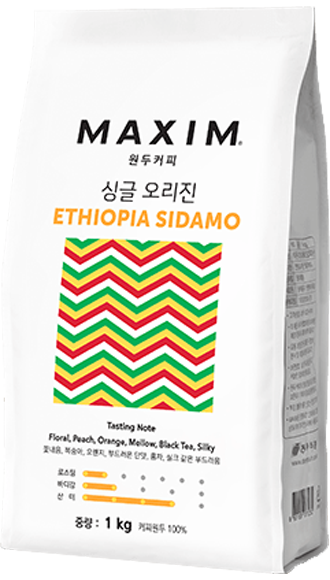 MAXIM®
원두커피
싱글 오리진
ETHIOPIA SIDAMO
Tasting Note
Floral, Peach, Orange, Mellow, Black Tea, Silky
꽃내음, 복숭아, 오렌지, 부드러운 단맛, 홍차, 실크 같은 부드러움
로스팅
바디감
산 미
중량 : 1 kg 커피원두 100%